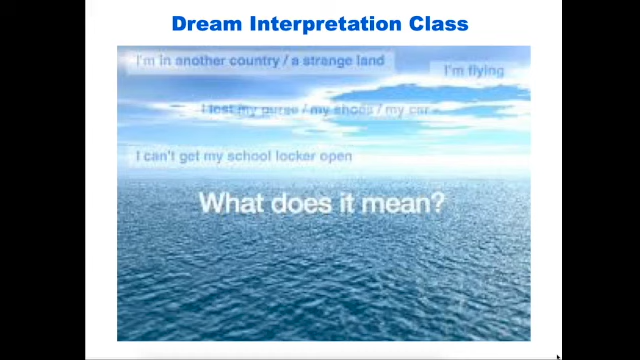 Dream Interpretation Class
I'm in another country / a strange land
I'm flying
I lost my purse / my shoes / my car
I can't get my school locker open
What does it mean?